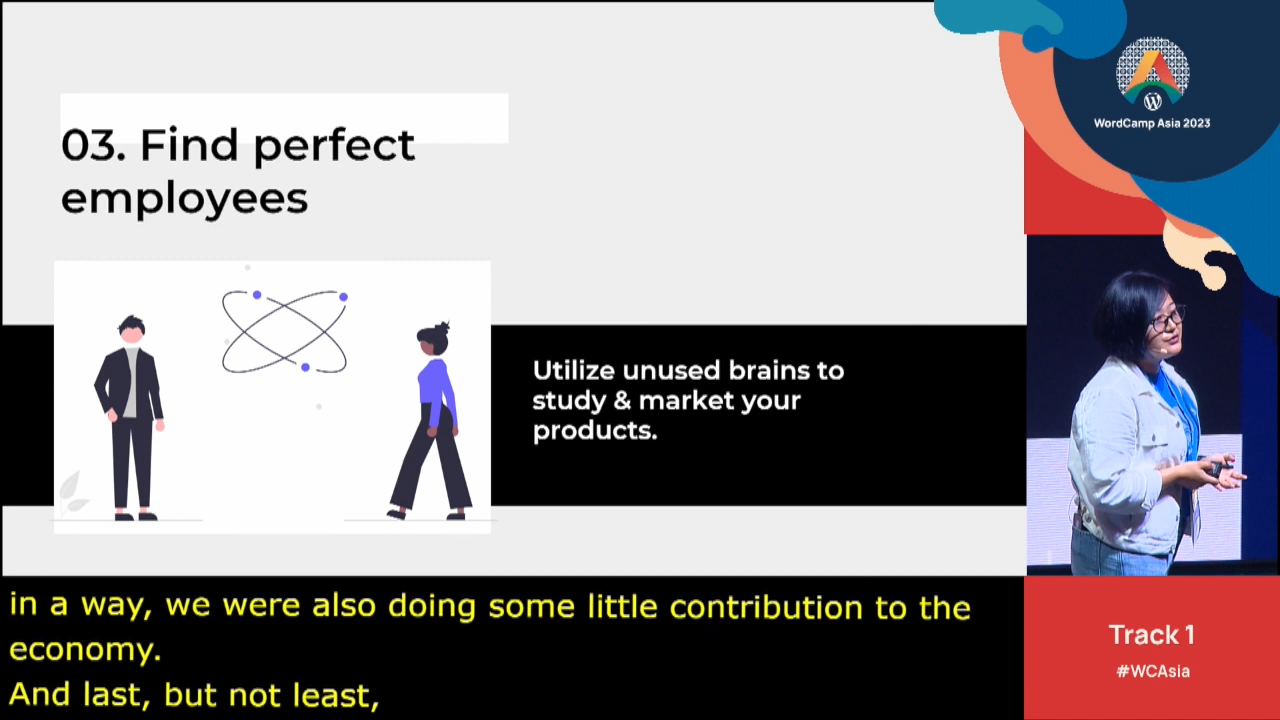 03. Find perfect
employees
Utilize unused brains to
study & market your
products.
WordCamp Asia 2023
Track 1
#WCAsia
in a way, we were also doing some little contribution to the
economy.
And last, but not least,